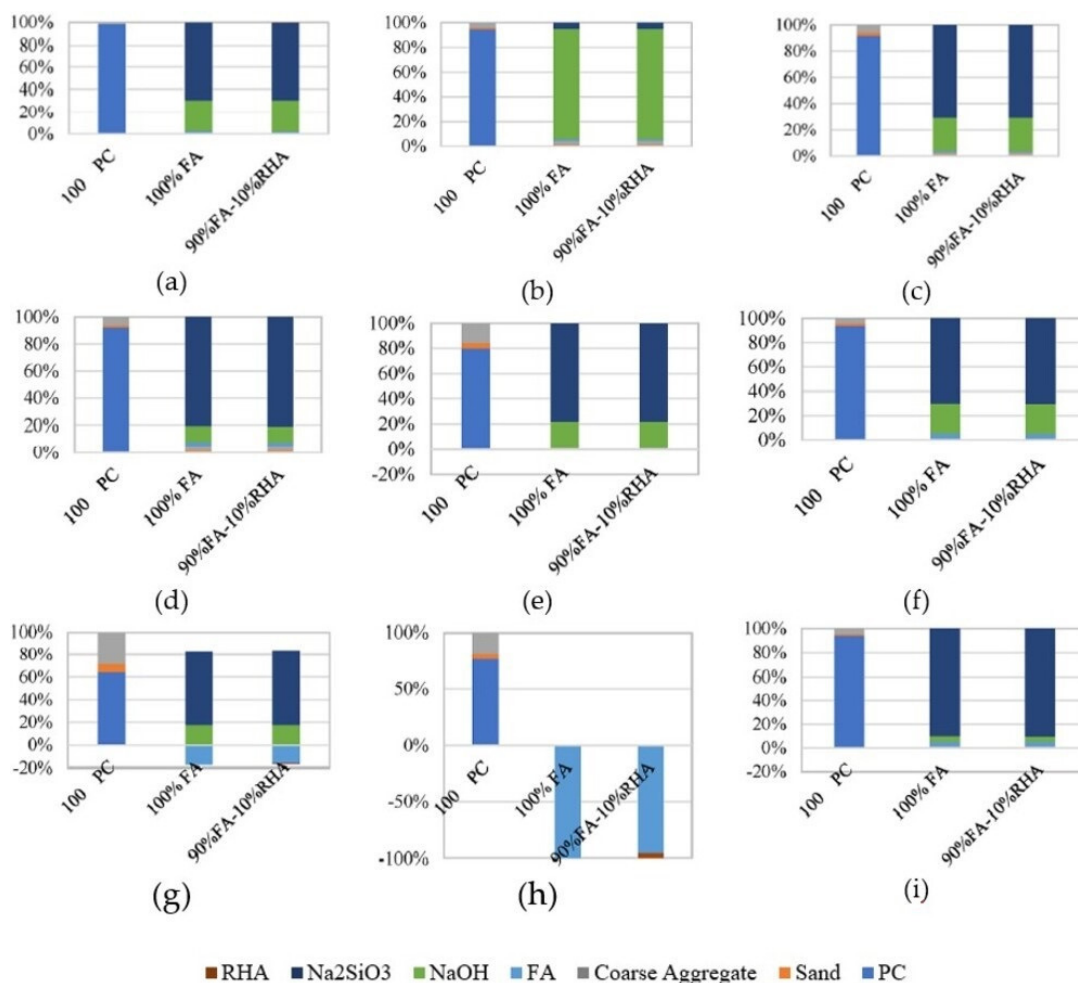 100%
80%
60%
40%
20%
0%
100 PC
100% FA
90%FA-10%RHA
(a)
100%
80%
60%
40%
20%
0%
100 PC
100% FA
90%FA-10%RHA
(b)
100%
80%
60%
40%
20%
0%
100 PC
100% FA
90%FA-10%RHA
(c)
100%
80%
60%
40%
20%
0%
100 PC
100% FA
90%FA-10%RHA
(d)
100%
80%
60%
40%
20%
0%
-20%
100 PC
100% FA
90%FA-10%RHA
(e)
100%
80%
60%
40%
20%
0%
100 PC
100% FA
90%FA-10%RHA
(f)
100%
80%
60%
40%
20%
0%
-20%
100 PC
100% FA
90%FA-10%RHA
(g)
100%
50%
0%
-50%
-100%
100 PC
100% FA
90%FA-10%RHA
(h)
100%
80%
60%
40%
20%
0%
-20%
100 PC
100% FA
90%FA-10%RHA
(i)
RHA Na2SiO3 NaOH FA Coarse Aggregate Sand PC